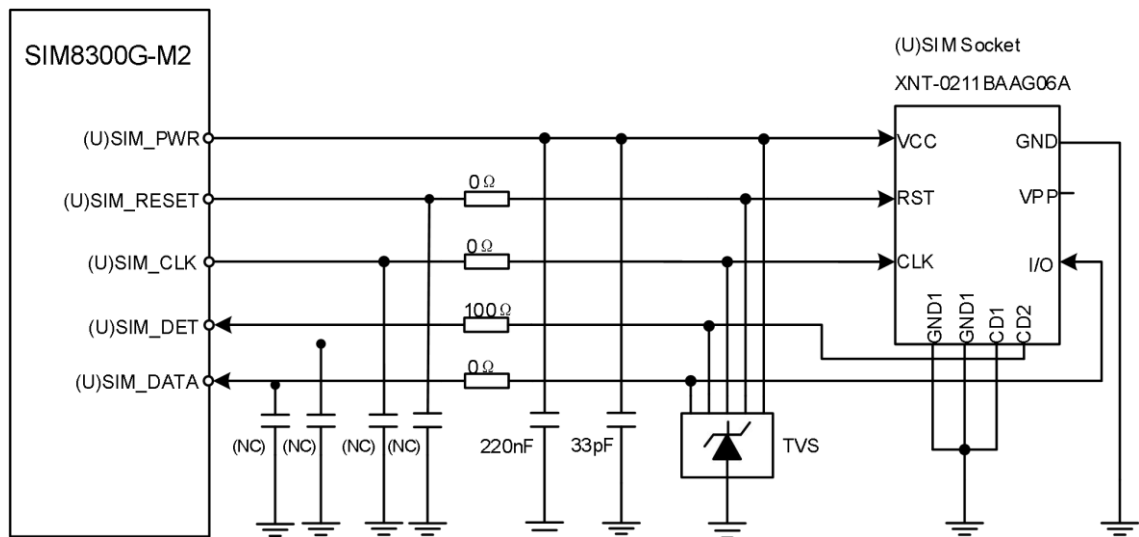 SIM8300G-M2
(U)SIM Socket
XNT-0211BAAG06A
(U)SIM_PWR
VCC
GND
0Ω
(U)SIM_RESET
RST
VPP
0Ω
(U)SIM_CLK
CLK
I/O
100Ω
(U)SIM_DET
GND1
GND1
CD1
CD2
0Ω
(U)SIM_DATA
(NC)
(NC)
(NC)
(NC)
220nF
33pF
TVS